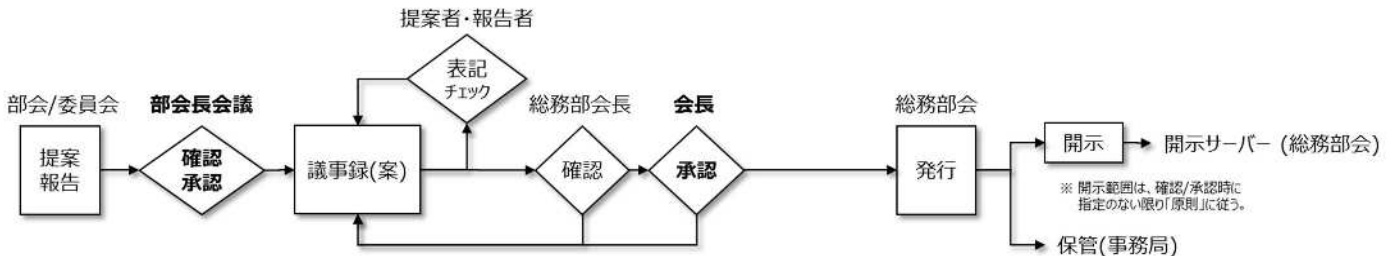 提案者・報告者
表記
チェック
部会/委員会
部会長会議
総務部会長
会長
総務部会
提案
報告
確認
承認
議事録(案)
確認
承認
発行
開示
開示サーバー (総務部会)
※ 開示範囲は、確認/承認時に
指定のない限り「原則」に従う。
保管(事務局)